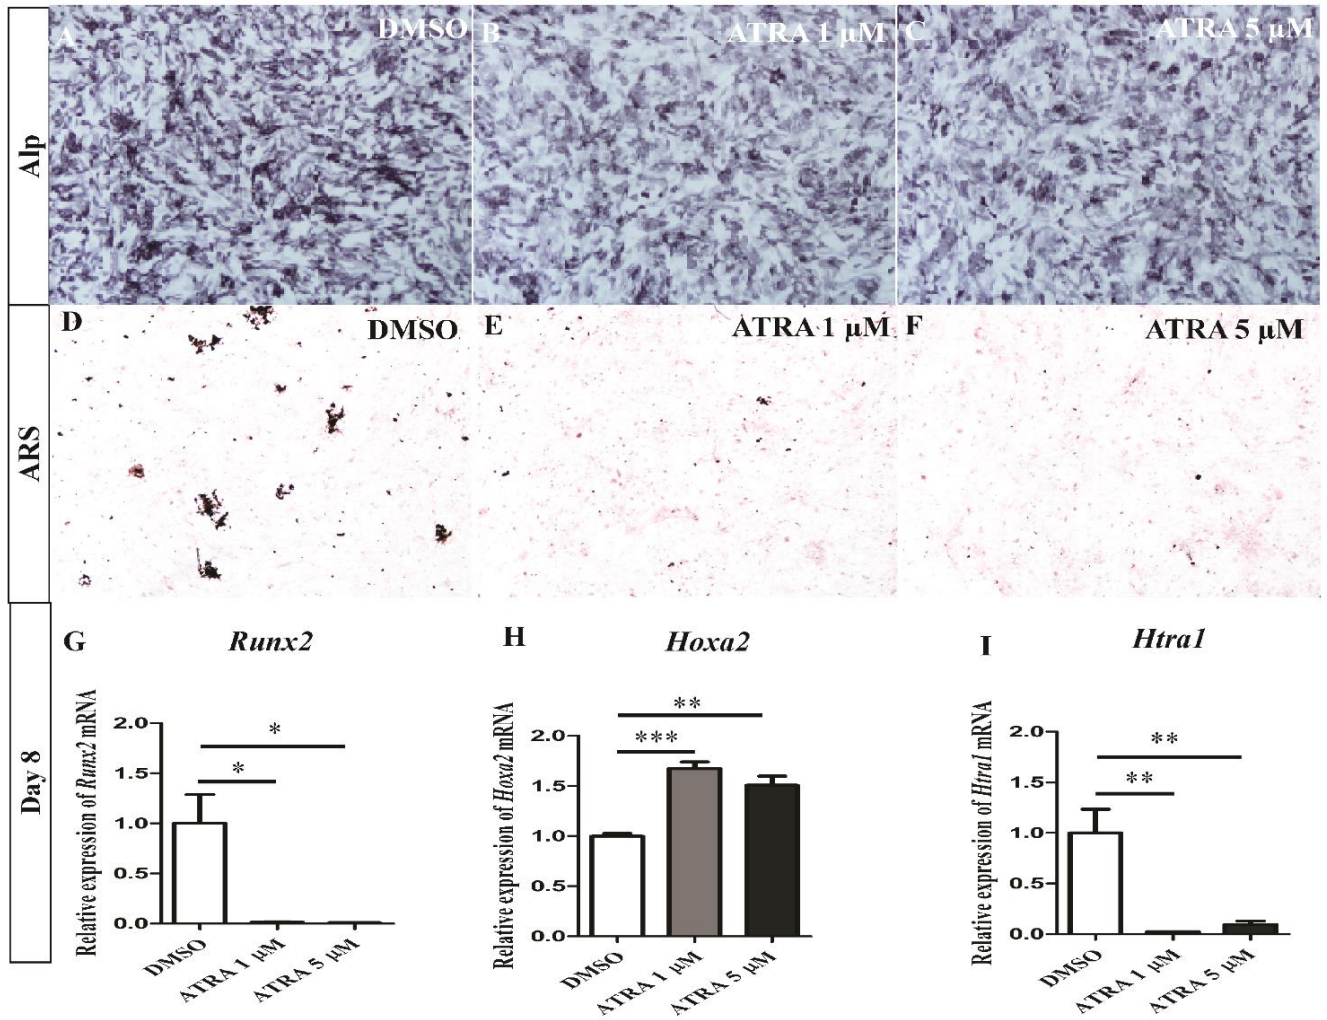 Alp
A
DMSO
B
ATRA 1 µM
C
ATRA 5 µM
ARS
D
DMSO
E
ATRA 1 µM
F
ATRA 5 µM
Day 8
G
Runx2
Relative expression of Runx2 mRNA
2.0
1.5
1.0
0.5
0.0
*
*
DMSO
ATRA 1 µM
ATRA 5 µM
H
Hoxa2
Relative expression of Hoxa2 mRNA
2.0
1.5
1.0
0.5
0.0
**
***
DMSO
ATRA 1 µM
ATRA 5 µM
I
Htra1
Relative expression of Htra1 mRNA
2.0
1.5
1.0
0.5
0.0
**
**
DMSO
ATRA 1 µM
ATRA 5 µM